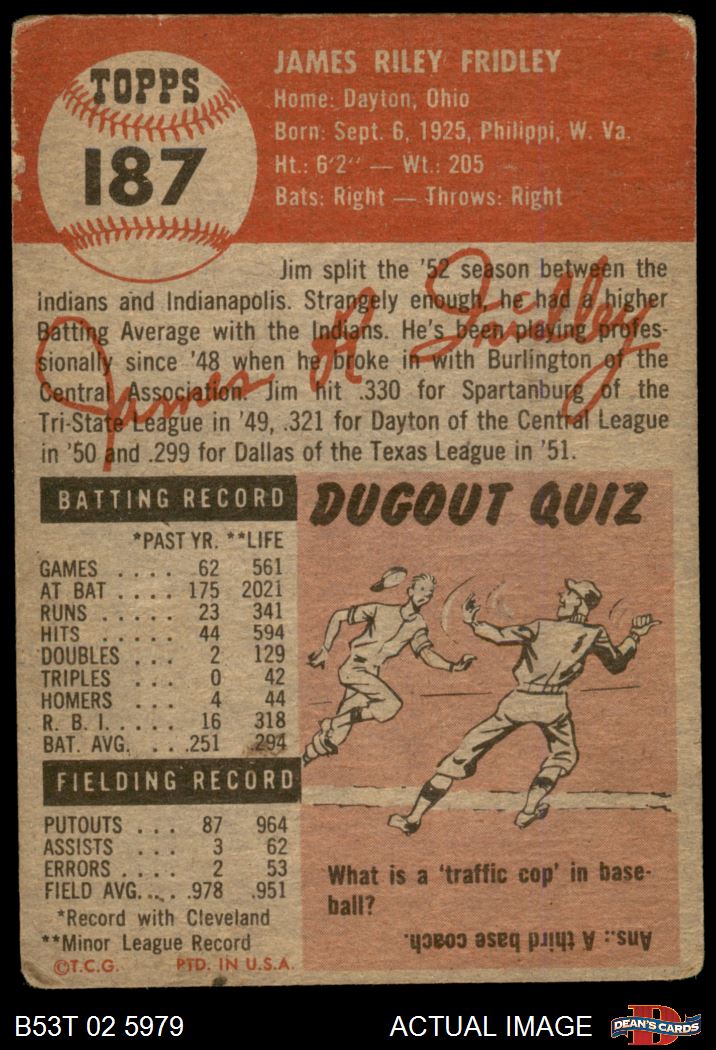 TOPPS
187
JAMES RILEY FRIDLEY
Home: Dayton, Ohio
Born: Sept. 6, 1925, Philippi, W. Va.
Ht.: 6'2" — Wt.: 205
Bats: Right — Throws: Right
Jim split the '52 season between the
Indians and Indianapolis. Strangely enough, he had a higher
Batting Average with the Indians. He's been playing profes-
sionally since '48 when he broke in with Burlington of the
Central Association. Jim hit .330 for Spartanburg of the
Tri-State League in '49, .321 for Dayton of the Central League
in '50 and .299 for Dallas of the Texas League in '51.
James R Fridley
BATTING RECORD
*PAST YR. **LIFE
GAMES .... 62 561
AT BAT .... 175 2021
RUNS ..... 23 341
HITS ..... 44 594
DOUBLES ... 2 129
TRIPLES ... 0 42
HOMERS ... 4 44
R. B. I. .... 16 318
BAT. AVG. ... .251 .294
FIELDING RECORD
PUTOUTS ... 87 964
ASSISTS ... 3 62
ERRORS .... 2 53
FIELD AVG.... .978 .951
*Record with Cleveland
**Minor League Record
©T.C.G. PTD. IN U.S.A.
DUGOUT QUIZ
What is a 'traffic cop' in base-
ball?
Ans.: A third base coach.
B53T 02 5979
ACTUAL IMAGE
DEAN'S CARDS